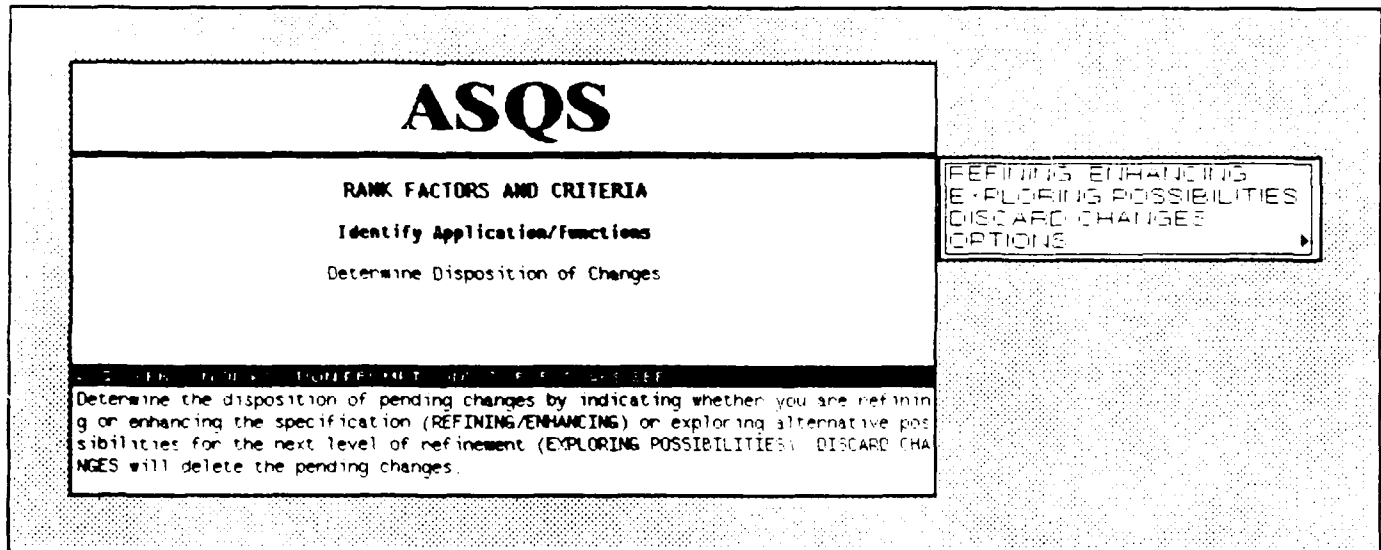 ASQS
RANK FACTORS AND CRITERIA
Identify Application/Functions
Determine Disposition of Changes
REFINING ENHANCING
EXPLORING POSSIBILITIES
DISCARD CHANGES
OPTIONS
Determine the disposition of pending changes by indicating whether you are refinin
g or enhancing the specification (REFINING/ENHANCING) or exploring alternative pos
sibilities for the next level of refinement (EXPLORING POSSIBILITIES) DISCARD CHA
NGES will delete the pending changes.